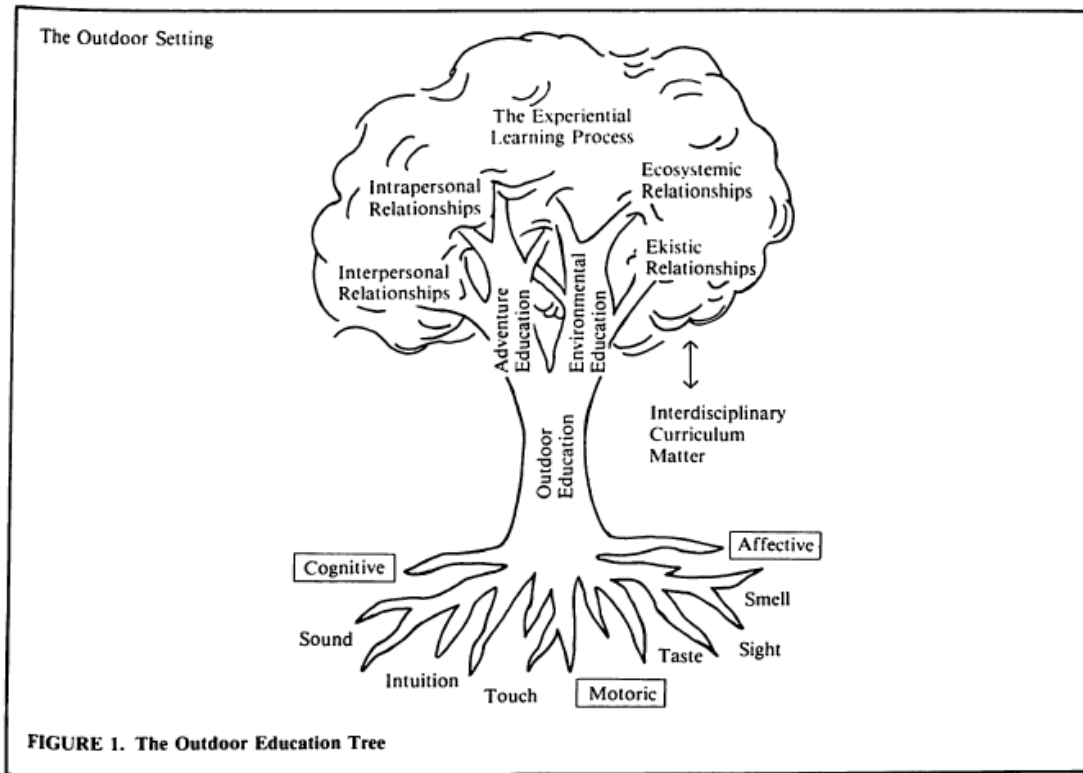 The Outdoor Setting
The Experiential
Learning Process
Intrapersonal
Relationships
Ecosystemic
Relationships
Interpersonal
Relationships
Ekistic
Relationships
Adventure
Education
Environmental
Education
Interdisciplinary
Curriculum
Matter
Outdoor
Education
Affective
Cognitive
Smell
Sound
Sight
Taste
Intuition
Touch
Motoric
FIGURE 1. The Outdoor Education Tree